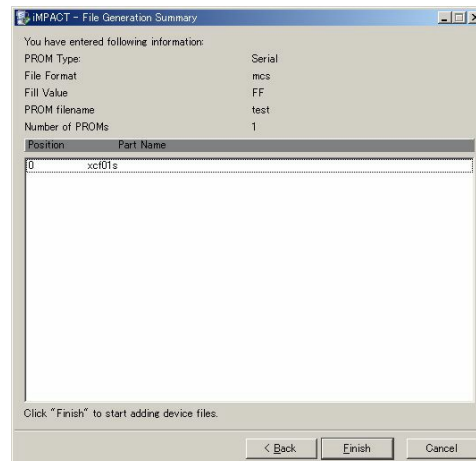 iMPACT - File Generation Summary
You have entered following information:
PROM Type: Serial
File Format mcs
Fill Value FF
PROM filename test
Number of PROMs 1
Position Part Name
0 xcf01s
Click "Finish" to start adding device files.
< Back Finish Cancel